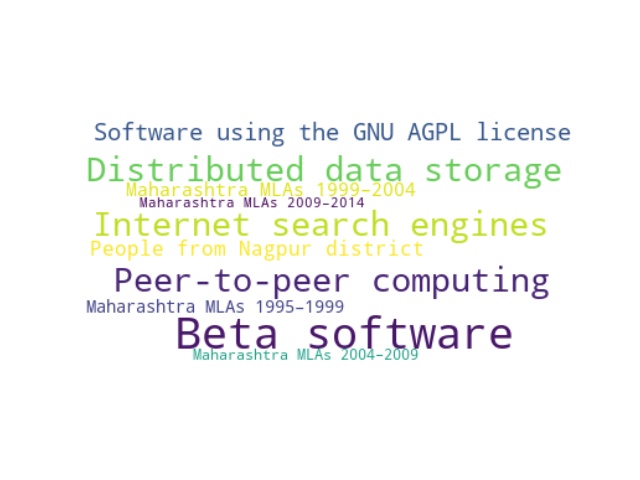 Software using the GNU AGPL license
Distributed data storage
Maharashtra MLAs 1999–2004
Maharashtra MLAs 2009–2014
Internet search engines
People from Nagpur district
Peer-to-peer computing
Maharashtra MLAs 1995–1999
Beta software
Maharashtra MLAs 2004–2009